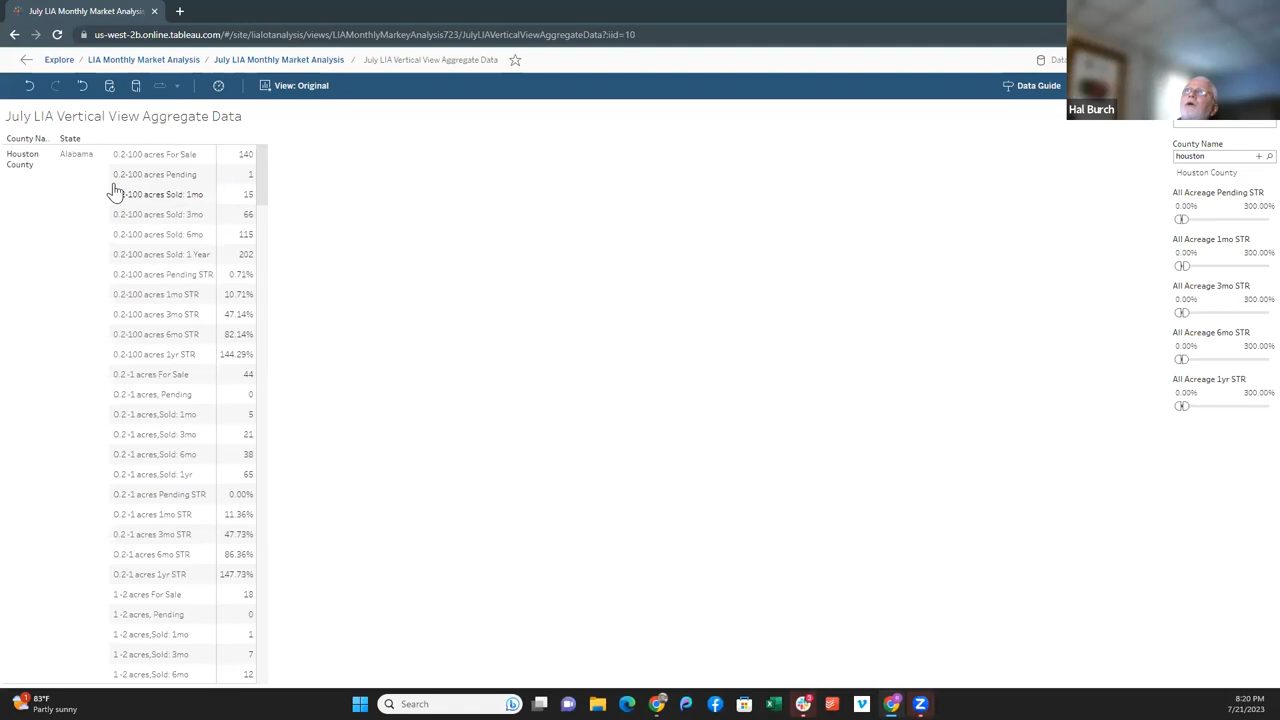 July LIA Monthly Market Analysis
us-west-2b.online.tableau.com/#/site/lialotanalysis/views/LIAMonthlyMarkeyAnalysis723/JulyLIAVerticalViewAggregateData?:iid=10
Explore / LIA Monthly Market Analysis / July LIA Monthly Market Analysis / July LIA Vertical View Aggregate Data
View: Original
Data Guide
Hal Burch
July LIA Vertical View Aggregate Data
County Na.. State
Houston County Alabama
0.2-100 acres For Sale 140
0.2-100 acres Pending 1
0.2-100 acres Sold: 1mo 15
0.2-100 acres Sold: 3mo 66
0.2-100 acres Sold: 6mo 115
0.2-100 acres Sold: 1 Year 202
0.2-100 acres Pending STR 0.71%
0.2-100 acres 1mo STR 10.71%
0.2-100 acres 3mo STR 47.14%
0.2-100 acres 6mo STR 82.14%
0.2-100 acres 1yr STR 144.29%
0.2 -1 acres For Sale 44
0.2 -1 acres, Pending 0
0.2 -1 acres,Sold: 1mo 5
0.2 -1 acres,Sold: 3mo 21
0.2 -1 acres,Sold: 6mo 38
0.2 -1 acres,Sold: 1yr 65
0.2 -1 acres Pending STR 0.00%
0.2 -1 acres 1mo STR 11.36%
0.2 -1 acres 3mo STR 47.73%
0.2-1 acres 6mo STR 86.36%
0.2-1 acres 1yr STR 147.73%
1 -2 acres For Sale 18
1 -2 acres, Pending 0
1 -2 acres,Sold: 1mo 1
1 -2 acres,Sold: 3mo 7
1 -2 acres,Sold: 6mo 12
County Name
houston
Houston County
All Acreage Pending STR
0.00% 300.00%
All Acreage 1mo STR
0.00% 300.00%
All Acreage 3mo STR
0.00% 300.00%
All Acreage 6mo STR
0.00% 300.00%
All Acreage 1yr STR
0.00% 300.00%
83°F
Partly sunny
Search
8:20 PM
7/21/2023